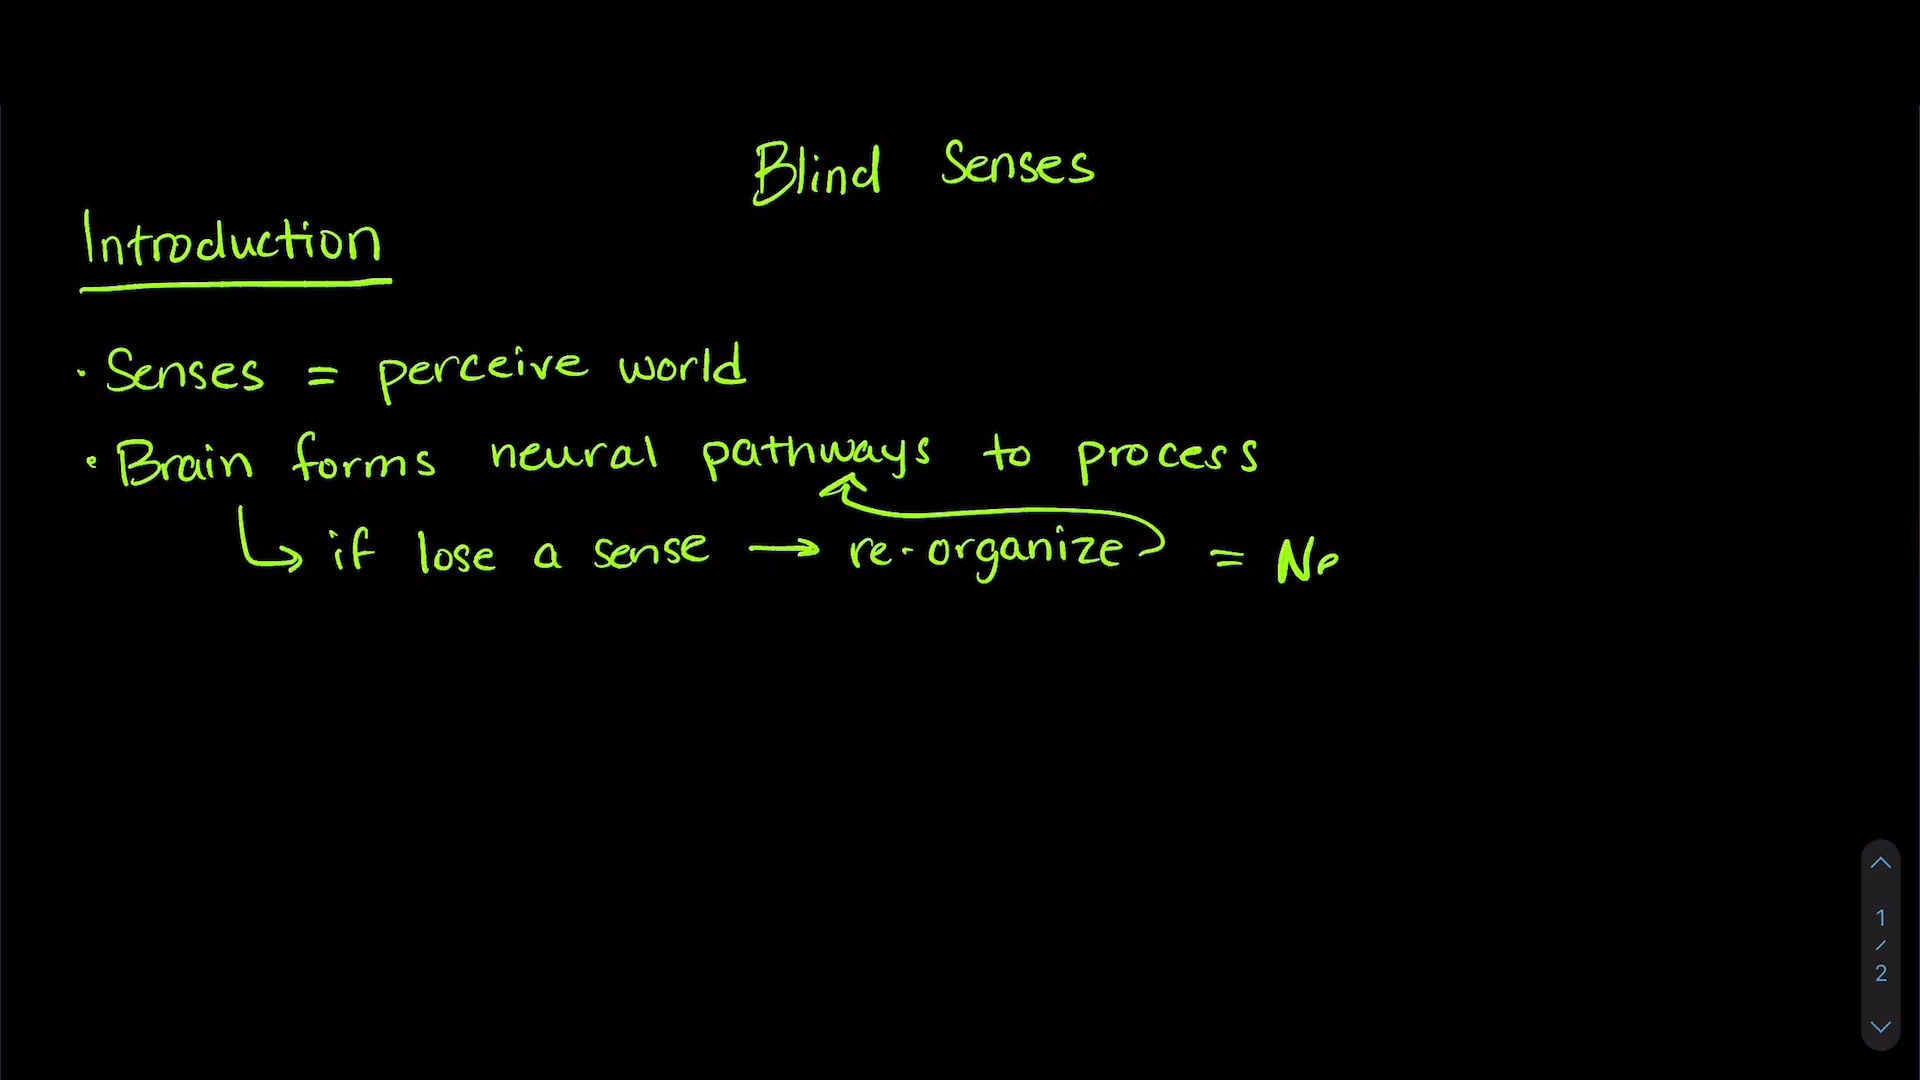 Blind Senses
Introduction
· Senses = perceive world
· Brain forms neural pathways to process
↳ if lose a sense → re-organize = Ne
1
/
2